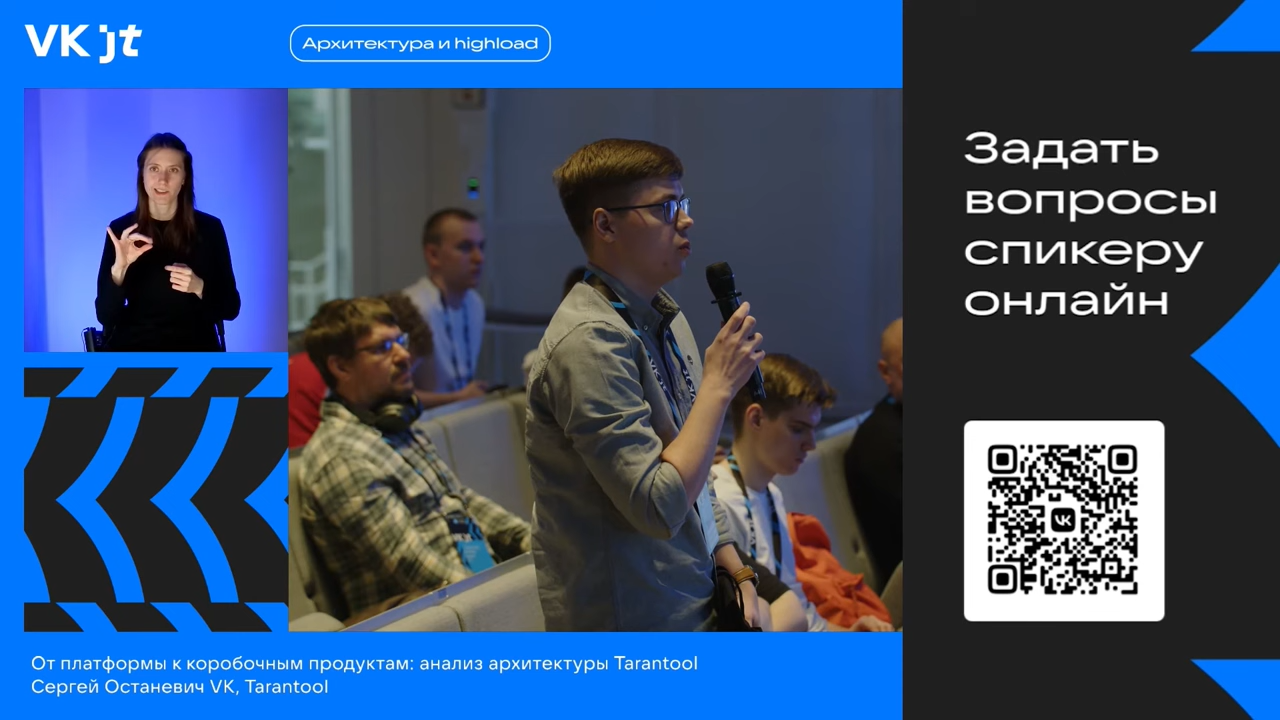 VK jt
Архитектура и highload
Задать
вопросы
спикеру
онлайн
От платформы к коробочным продуктам: анализ архитектуры Tarantool
Сергей Останевич VK, Tarantool